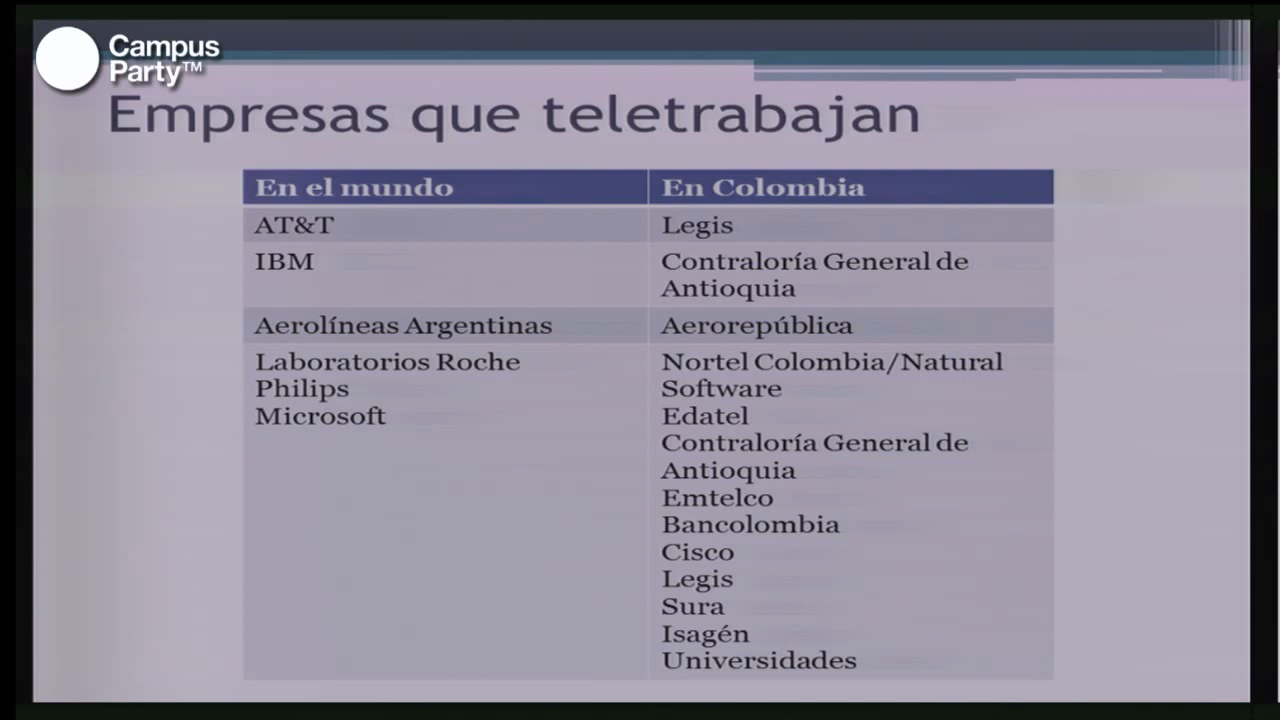 Campus
Party™
Empresas que teletrabajan
En el mundo
En Colombia
AT&T
Legis
IBM
Contraloría General de
Antioquia
Aerolíneas Argentinas
Aerorepública
Laboratorios Roche
Philips
Microsoft
Nortel Colombia/Natural
Software
Edatel
Contraloría General de
Antioquia
Emtelco
Bancolombia
Cisco
Legis
Sura
Isagén
Universidades